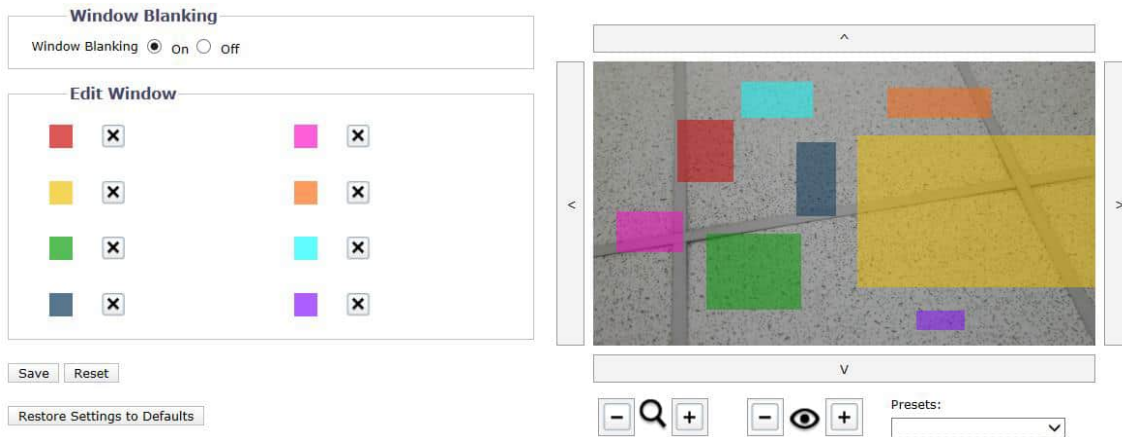 Window Blanking
Window Blanking On Off
Edit Window
Save Reset
Restore Settings to Defaults
^
<
>
v
Presets: